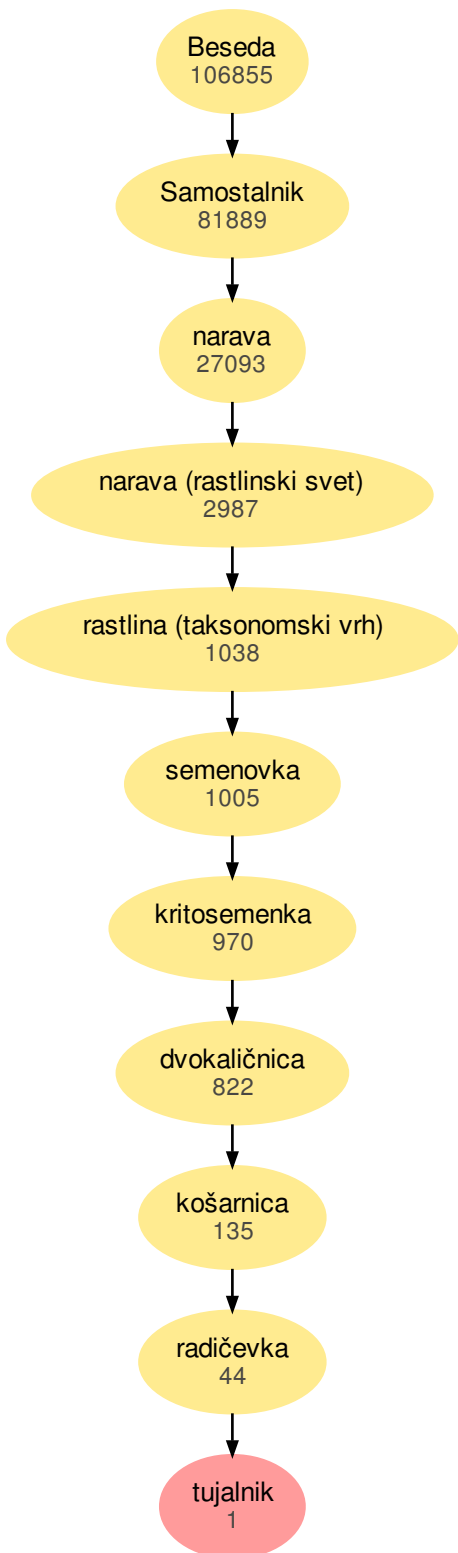 Beseda
106855
Samostalnik
81889
narava
27093
narava (rastlinski svet)
2987
rastlina (taksonomski vrh)
1038
semenovka
1005
kritosemenka
970
dvokaličnica
822
košarnica
135
radičevka
44
tujalnik
1